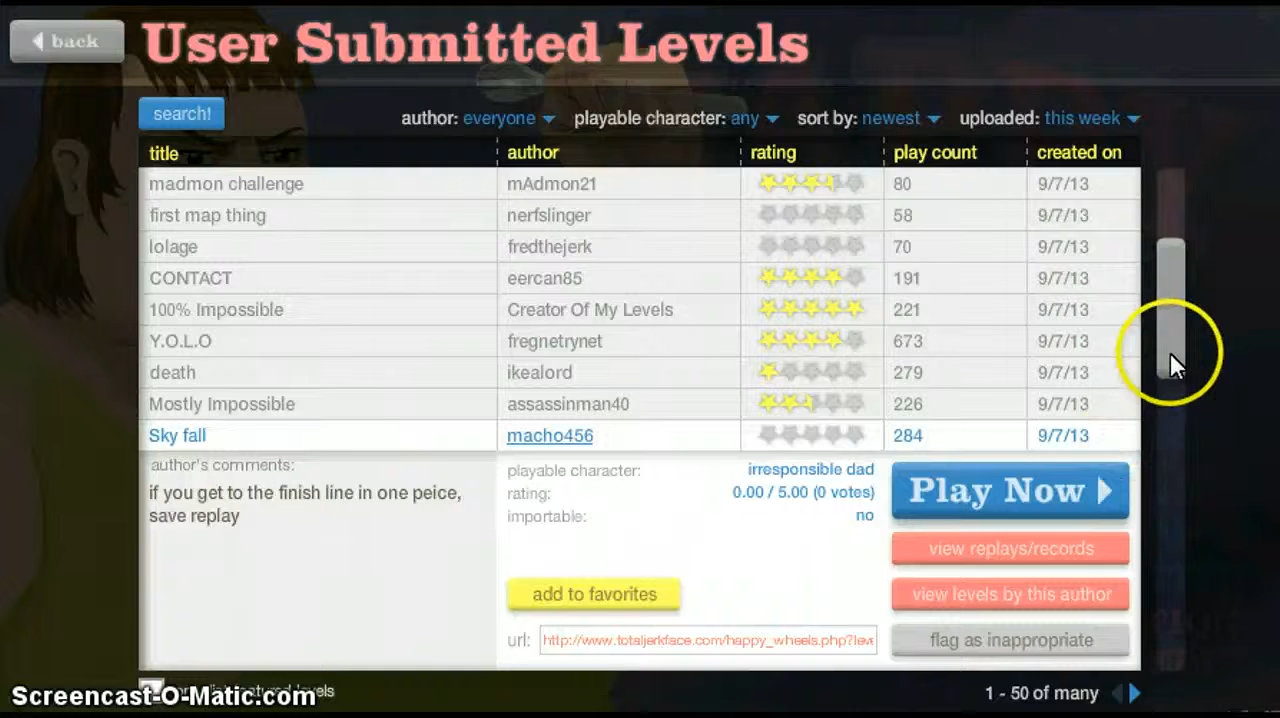 back
User Submitted Levels
search!
author: everyone playable character: any sort by: newest uploaded: this week
title author rating play count created on
madmon challenge mAdmon21 80 9/7/13
first map thing nerfslinger 58 9/7/13
lolage fredthejerk 70 9/7/13
CONTACT eercan85 191 9/7/13
100% Impossible Creator Of My Levels 221 9/7/13
Y.O.L.O fregnetrynet 673 9/7/13
death ikealord 279 9/7/13
Mostly Impossible assassinman40 226 9/7/13
Sky fall macho456 284 9/7/13
author's comments:
if you get to the finish line in one peice,
save replay
playable character: irresponsible dad
rating: 0.00 / 5.00 (0 votes)
importable: no
add to favorites
url: http://www.totaljerkface.com/happy_wheels.php?lev
Play Now
view replays/records
view levels by this author
flag as inappropriate
levels
1 - 50 of many
Screencast-O-Matic.com